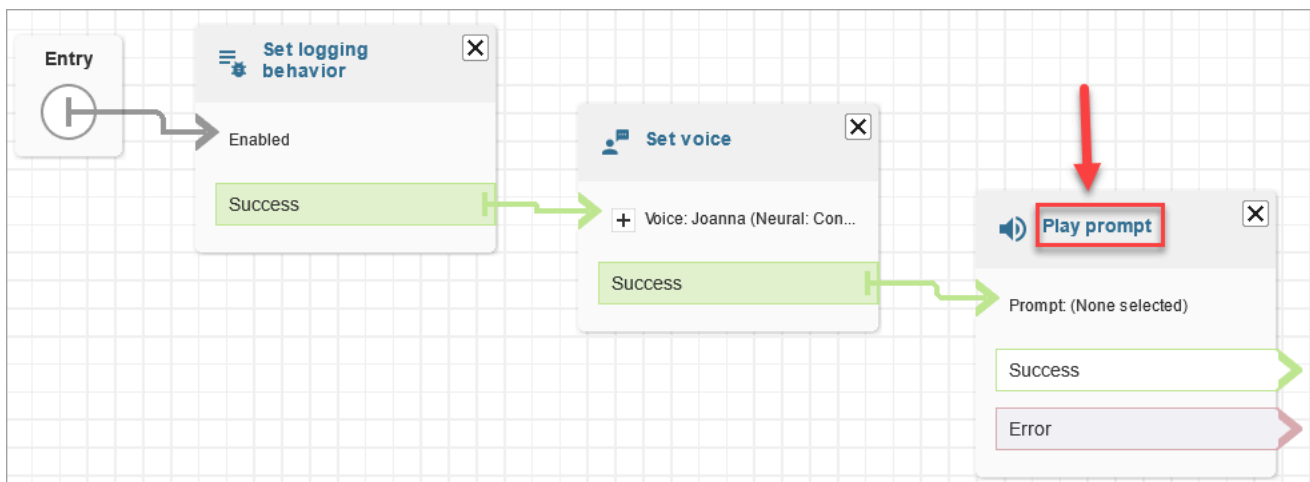 Entry
Set logging
behavior
Enabled
Success
Set voice
Voice: Joanna (Neural: Con...
Success
Play prompt
Prompt: (None selected)
Success
Error